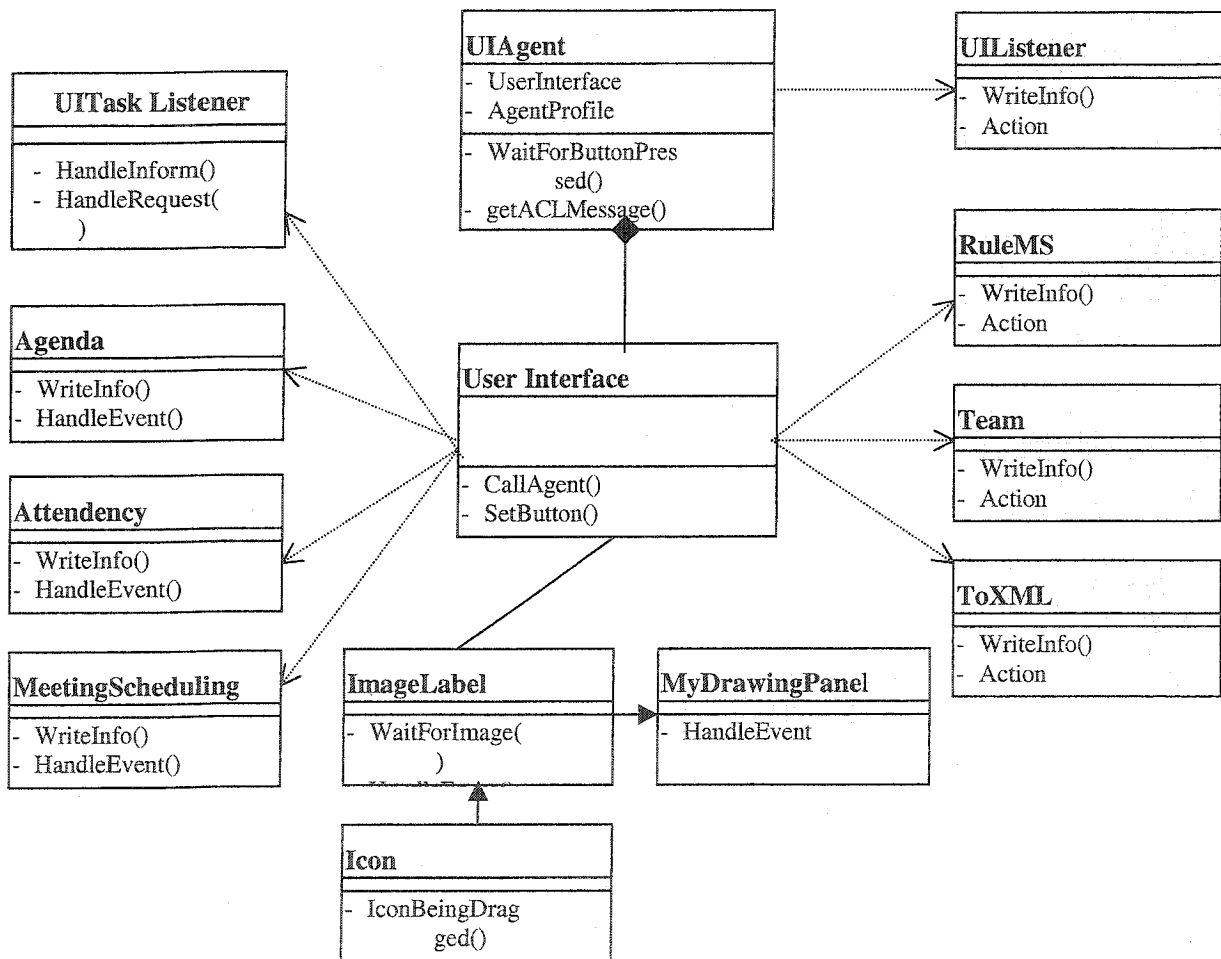 UIAgent
- UserInterface
- AgentProfile
- WaitForButtonPres
sed()
- getACLMessage()
UIListener
- WriteInfo()
- Action
UITask Listener
- HandleInform()
- HandleRequest(
)
RuleMS
- WriteInfo()
- Action
Agenda
- WriteInfo()
- HandleEvent()
User Interface
- CallAgent()
- SetButton()
Team
- WriteInfo()
- Action
Attendency
- WriteInfo()
- HandleEvent()
ToXML
- WriteInfo()
- Action
MeetingScheduling
- WriteInfo()
- HandleEvent()
ImageLabel
- WaitForImage(
)
MyDrawingPanel
- HandleEvent
Icon
- IconBeingDrag
ged()